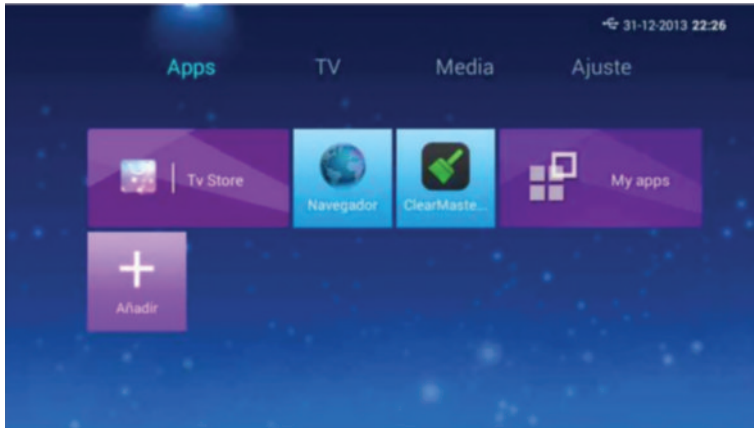 31-12-2013 22:26
Apps TV Media Ajuste
Tv Store
Navegador
ClearMaste...
My apps
Añadir